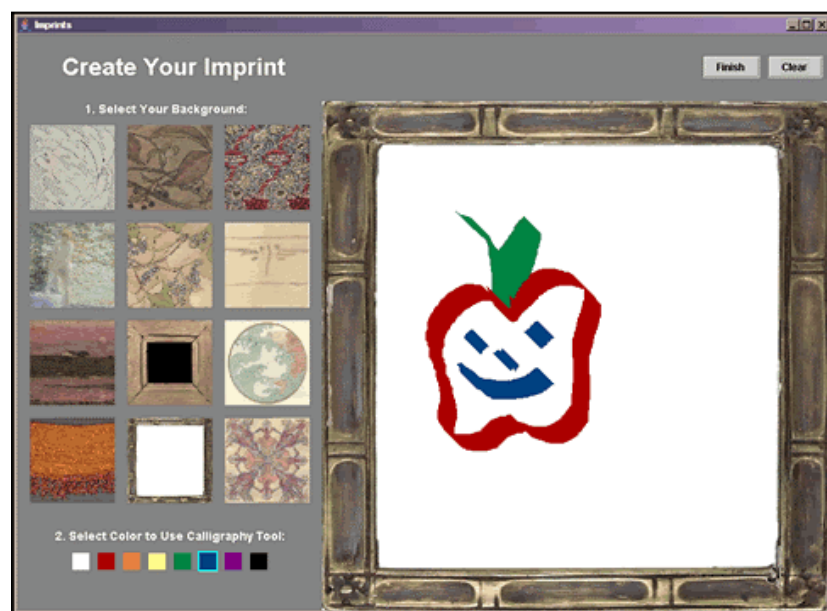 Imprints
Create Your Imprint
Finish
Clear
1. Select Your Background:
2. Select Color to Use Calligraphy Tool: